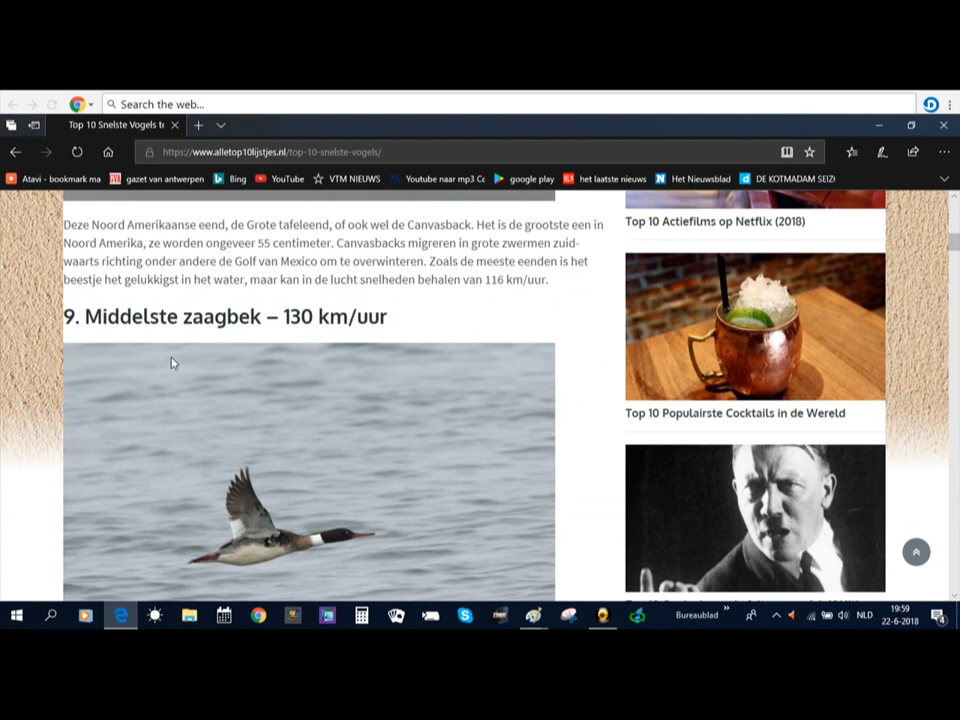 Search the web...
Top 10 Snelste Vogels te
https://www.alletop10lijstjes.nl/top-10-snelste-vogels/
Atavi - bookmark ma
gazet van antwerpen
Bing
YouTube
VTM NIEUWS
Youtube naar mp3 Cc
google play
het laatste nieuws
Het Nieuwsblad
DE KOTMADAM SEIZO
Deze Noord Amerikaanse eend, de Grote tafeleend, of ook wel de Canvasback. Het is de grootste een in
Noord Amerika, ze worden ongeveer 55 centimeter. Canvasbacks migreren in grote zwermen zuid-
waarts richting onder andere de Golf van Mexico om te overwinteren. Zoals de meeste eenden is het
beestje het gelukkigst in het water, maar kan in de lucht snelheden behalen van 116 km/uur.
9. Middelste zaagbek – 130 km/uur
Top 10 Actiefilms op Netflix (2018)
Top 10 Populairste Cocktails in de Wereld
Bureaublad
NLD
19:59
22-6-2018
4